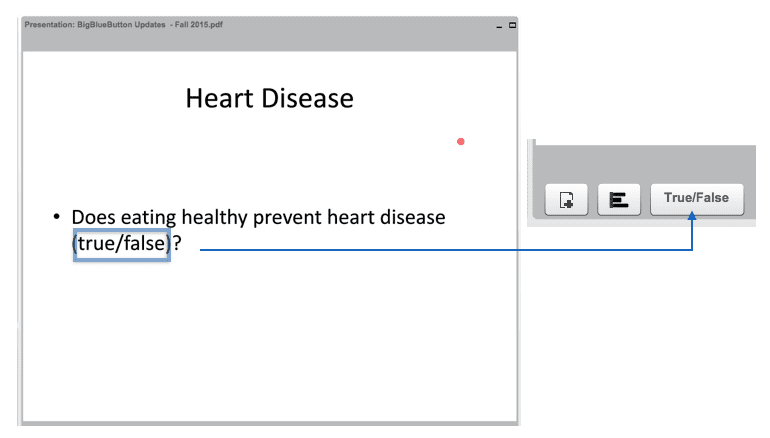 Presentation: BigBlueButton Updates - Fall 2015.pdf
Heart Disease
• Does eating healthy prevent heart disease
(true/false)?
True/False